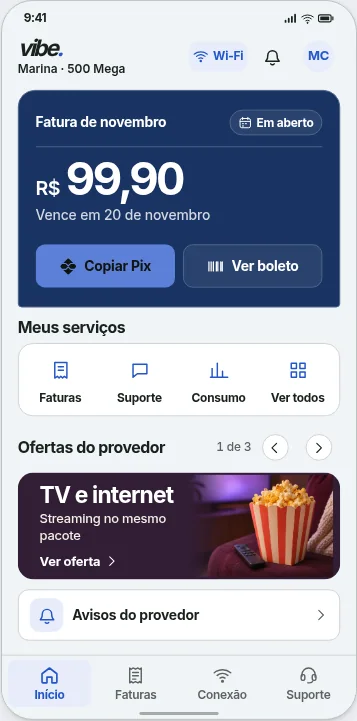 9:41
vibe.
Wi-Fi
MC
Marina · 500 Mega
Fatura de novembro
Em aberto
R$ 99,90
Vence em 20 de novembro
Copiar Pix
Ver boleto
Meus serviços
Faturas
Suporte
Consumo
Ver todos
Ofertas do provedor
1 de 3
TV e internet
Streaming no mesmo
pacote
Ver oferta
Avisos do provedor
Início
Faturas
Conexão
Suporte